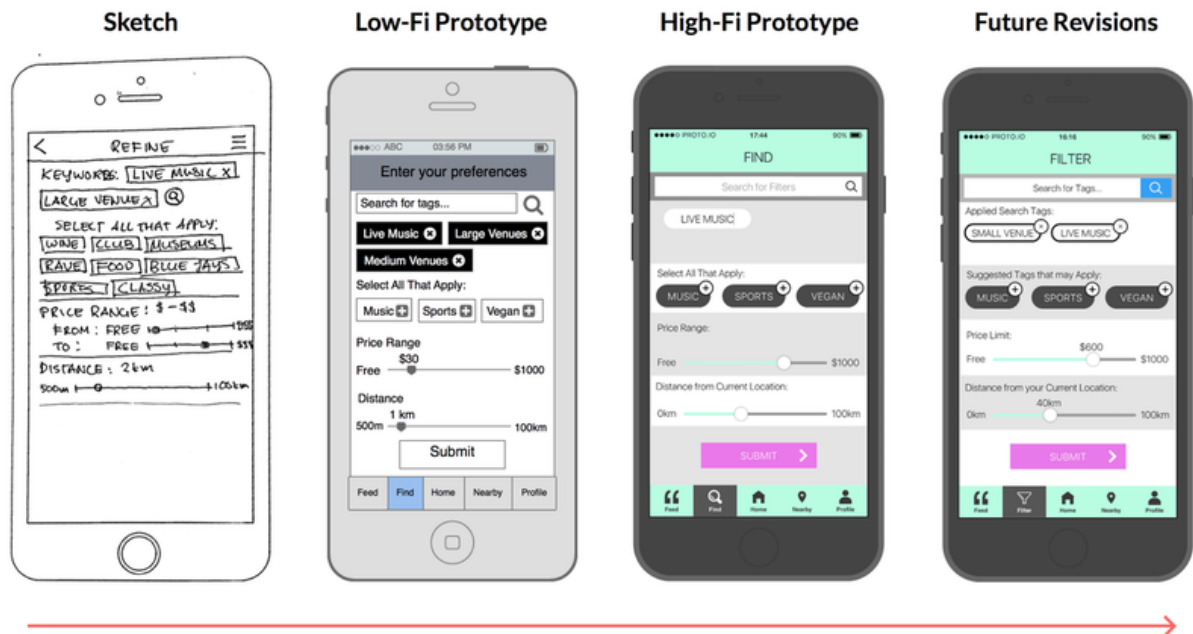 Sketch
REFINE
KEYWORDS: LIVE MUSIC X
LARGE VENUE X
SELECT ALL THAT APPLY:
WINE CLUB MUSEUMS
RAVE FOOD BLUE JAYS
SPORTS CLASSY
PRICE RANGE: $-$$
FROM: FREE $$$
TO: FREE $$$
DISTANCE: 2km
500m 100km
Low-Fi Prototype
ABC 03:56 PM
Enter your preferences
Search for tags...
Live Music Large Venues
Medium Venues
Select All That Apply:
Music Sports Vegan
Price Range
$30
Free $1000
Distance
1 km
500m 100km
Submit
Feed Find Home Nearby Profile
High-Fi Prototype
PROTO.IO 17:44 90%
FIND
Search for Filters
LIVE MUSIC
Select All That Apply:
MUSIC SPORTS VEGAN
Price Range:
Free $1000
Distance from Current Location:
0km 100km
SUBMIT
Feed Find Home Nearby Profile
Future Revisions
PROTO.IO 16:16 90%
FILTER
Search for Tags...
Applied Search Tags:
SMALL VENUE LIVE MUSIC
Suggested Tags that may Apply:
MUSIC SPORTS VEGAN
Price Limit:
$600
Free $1000
Distance from your Current Location:
40km
0km 100km
SUBMIT
Feed Filter Home Nearby Profile